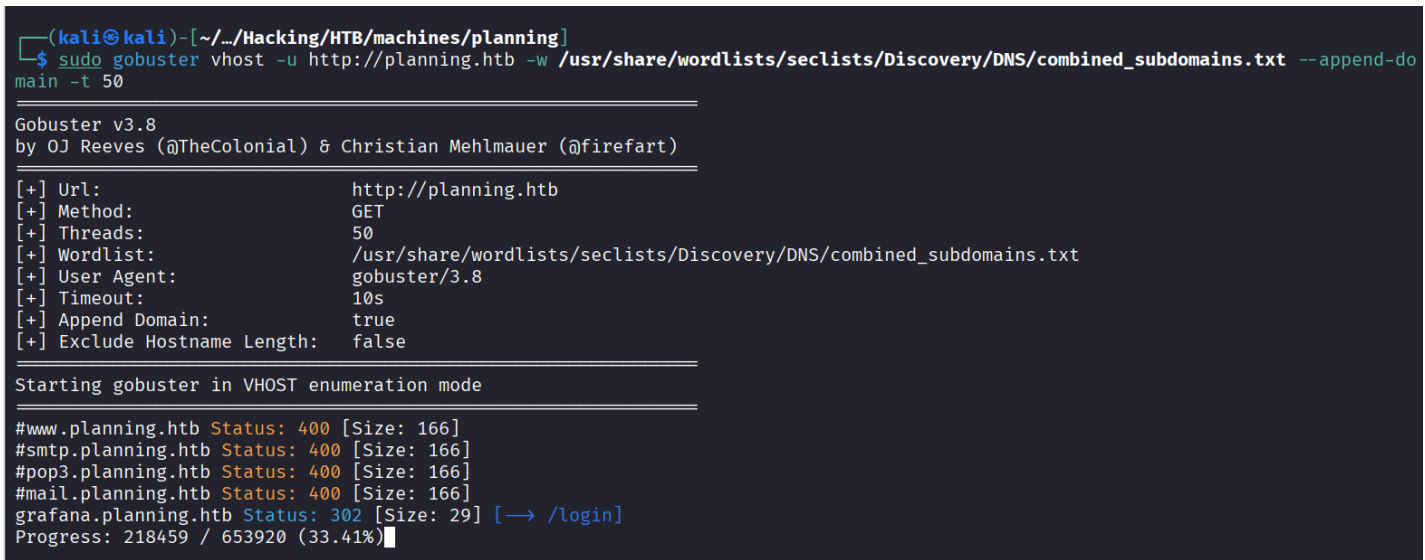 ┌──(kali㉿kali)-[~/…/Hacking/HTB/machines/planning]
└─$ sudo gobuster vhost -u http://planning.htb -w /usr/share/wordlists/seclists/Discovery/DNS/combined_subdomains.txt --append-do
main -t 50
===============================================================
Gobuster v3.8
by OJ Reeves (@TheColonial) & Christian Mehlmauer (@firefart)
===============================================================
[+] Url:                       http://planning.htb
[+] Method:                    GET
[+] Threads:                   50
[+] Wordlist:                  /usr/share/wordlists/seclists/Discovery/DNS/combined_subdomains.txt
[+] User Agent:                gobuster/3.8
[+] Timeout:                   10s
[+] Append Domain:             true
[+] Exclude Hostname Length:   false
===============================================================
Starting gobuster in VHOST enumeration mode
===============================================================
#www.planning.htb Status: 400 [Size: 166]
#smtp.planning.htb Status: 400 [Size: 166]
#pop3.planning.htb Status: 400 [Size: 166]
#mail.planning.htb Status: 400 [Size: 166]
grafana.planning.htb Status: 302 [Size: 29] [--> /login]
Progress: 218459 / 653920 (33.41%)